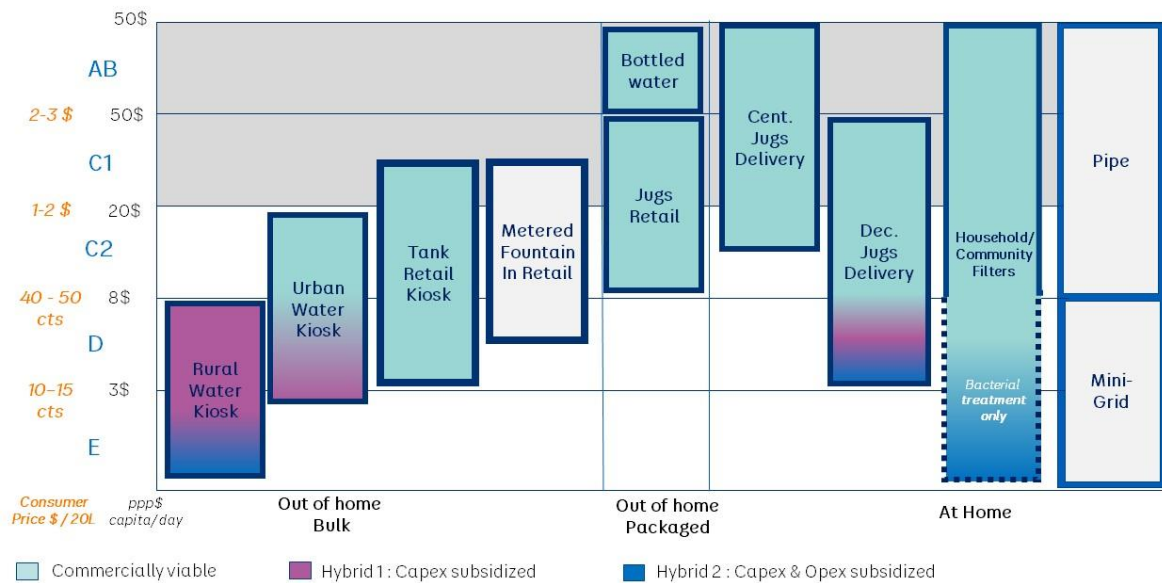 50$
AB
2-3 $
50$
C1
1-2 $
20$
C2
40 - 50
cts
8$
D
10-15
cts
3$
E
Consumer
Price $ / 20L
ppp$
capita/day
Rural
Water
Kiosk
Urban
Water
Kiosk
Tank
Retail
Kiosk
Metered
Fountain
In Retail
Bottled
water
Jugs
Retail
Cent.
Jugs
Delivery
Dec.
Jugs
Delivery
Household/
Community
Filters
Bacterial
treatment
only
Pipe
Mini-
Grid
Out of home
Bulk
Out of home
Packaged
At Home
Commercially viable
Hybrid 1 : Capex subsidized
Hybrid 2 : Capex & Opex subsidized